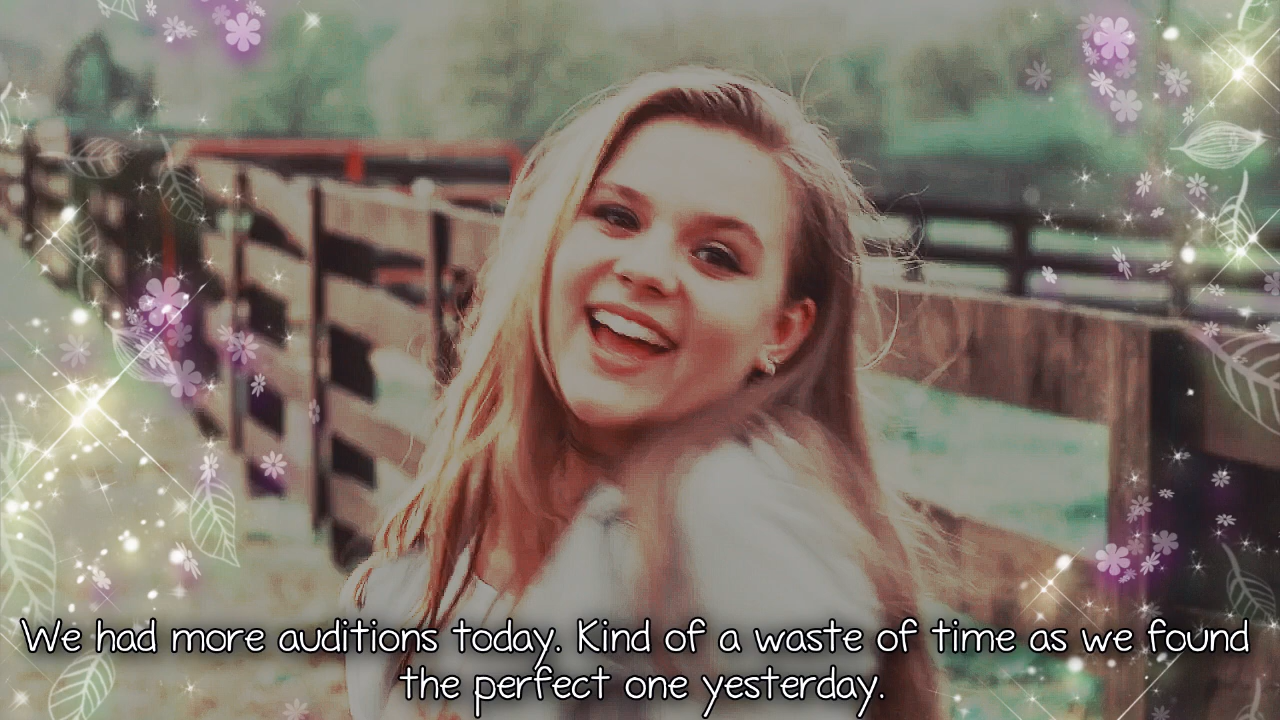 We had more auditions today. Kind of a waste of time as we found
the perfect one yesterday.